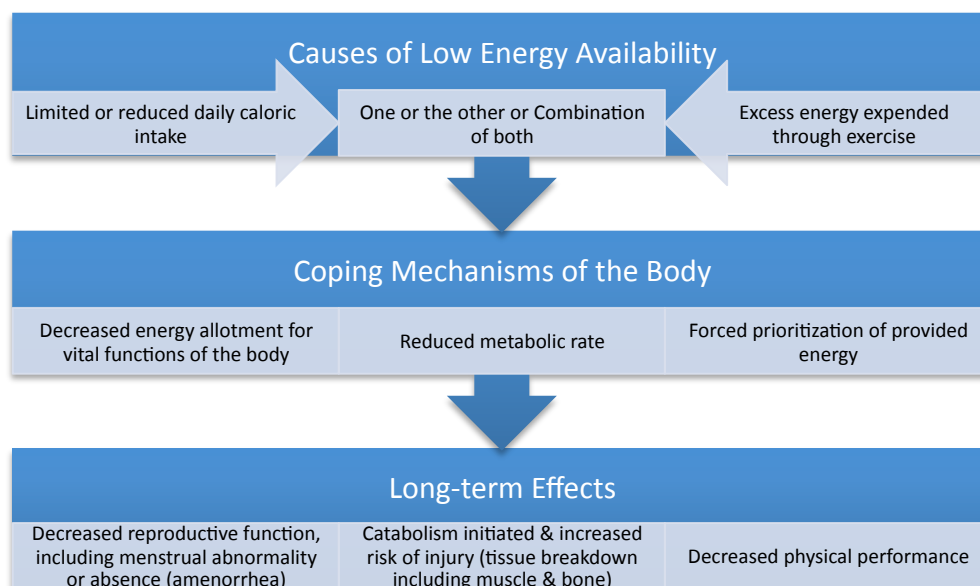 Causes of Low Energy Availability
Limited or reduced daily caloric
intake
One or the other or Combination
of both
Excess energy expended
through exercise
Coping Mechanisms of the Body
Decreased energy allotment for
vital functions of the body
Reduced metabolic rate
Forced prioritization of provided
energy
Long-term Effects
Decreased reproductive function,
including menstrual abnormality
or absence (amenorrhea)
Catabolism initiated & increased
risk of injury (tissue breakdown
including muscle & bone)
Decreased physical performance